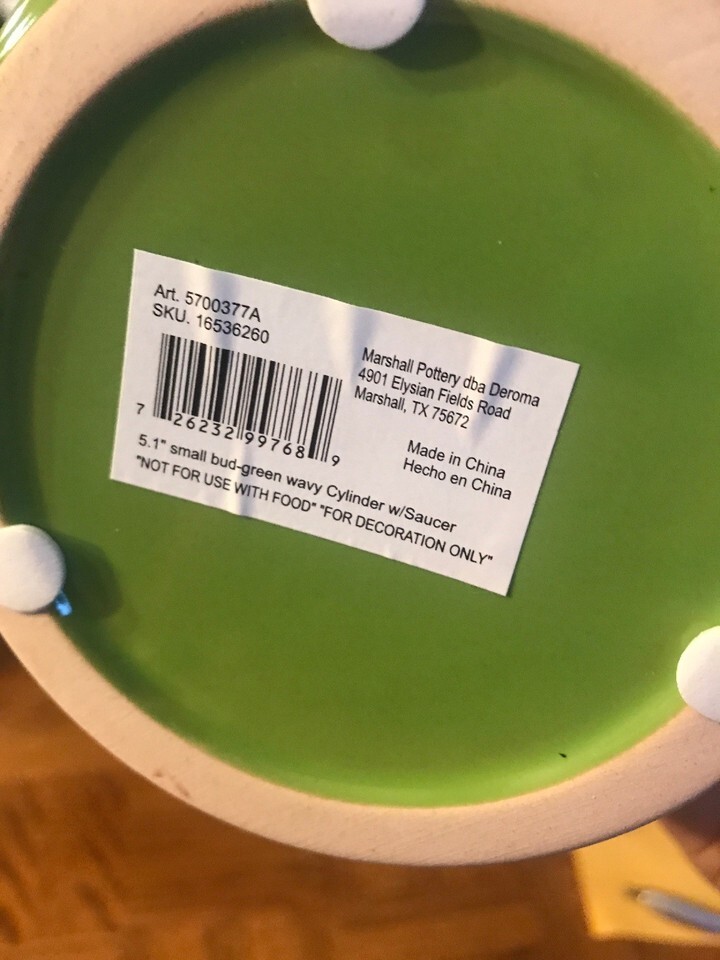 Art. 5700377A
SKU. 16536260
7 26232 99768 9
Marshall Pottery dba Deroma
4901 Elysian Fields Road
Marshall, TX 75672
Made in China
Hecho en China
5.1" small bud-green wavy Cylinder w/Saucer
"NOT FOR USE WITH FOOD" "FOR DECORATION ONLY"